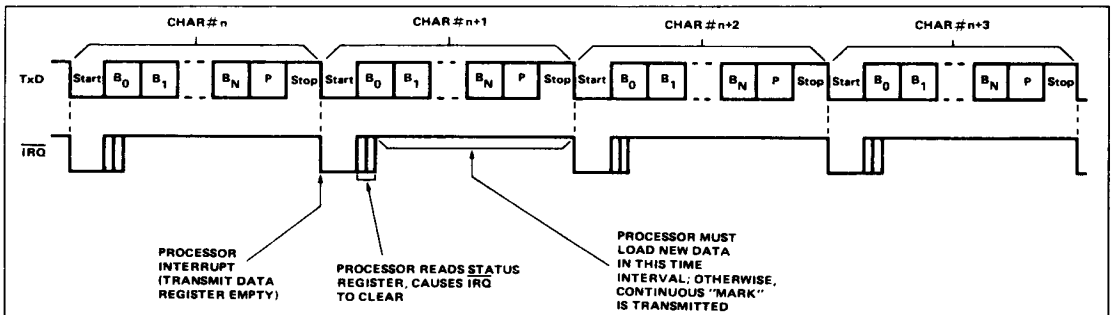 CHAR#n CHAR#n+1 CHAR#n+2 CHAR#n+3
TxD Start B0 B1 BN P Stop Start B0 B1 BN P Stop Start B0 B1 BN P Stop Start B0 B1 BN P Stop
IRQ
PROCESSOR
INTERRUPT
(TRANSMIT DATA
REGISTER EMPTY)
PROCESSOR READS STATUS
REGISTER, CAUSES IRQ
TO CLEAR
PROCESSOR MUST
LOAD NEW DATA
IN THIS TIME
INTERVAL; OTHERWISE,
CONTINUOUS "MARK"
IS TRANSMITTED